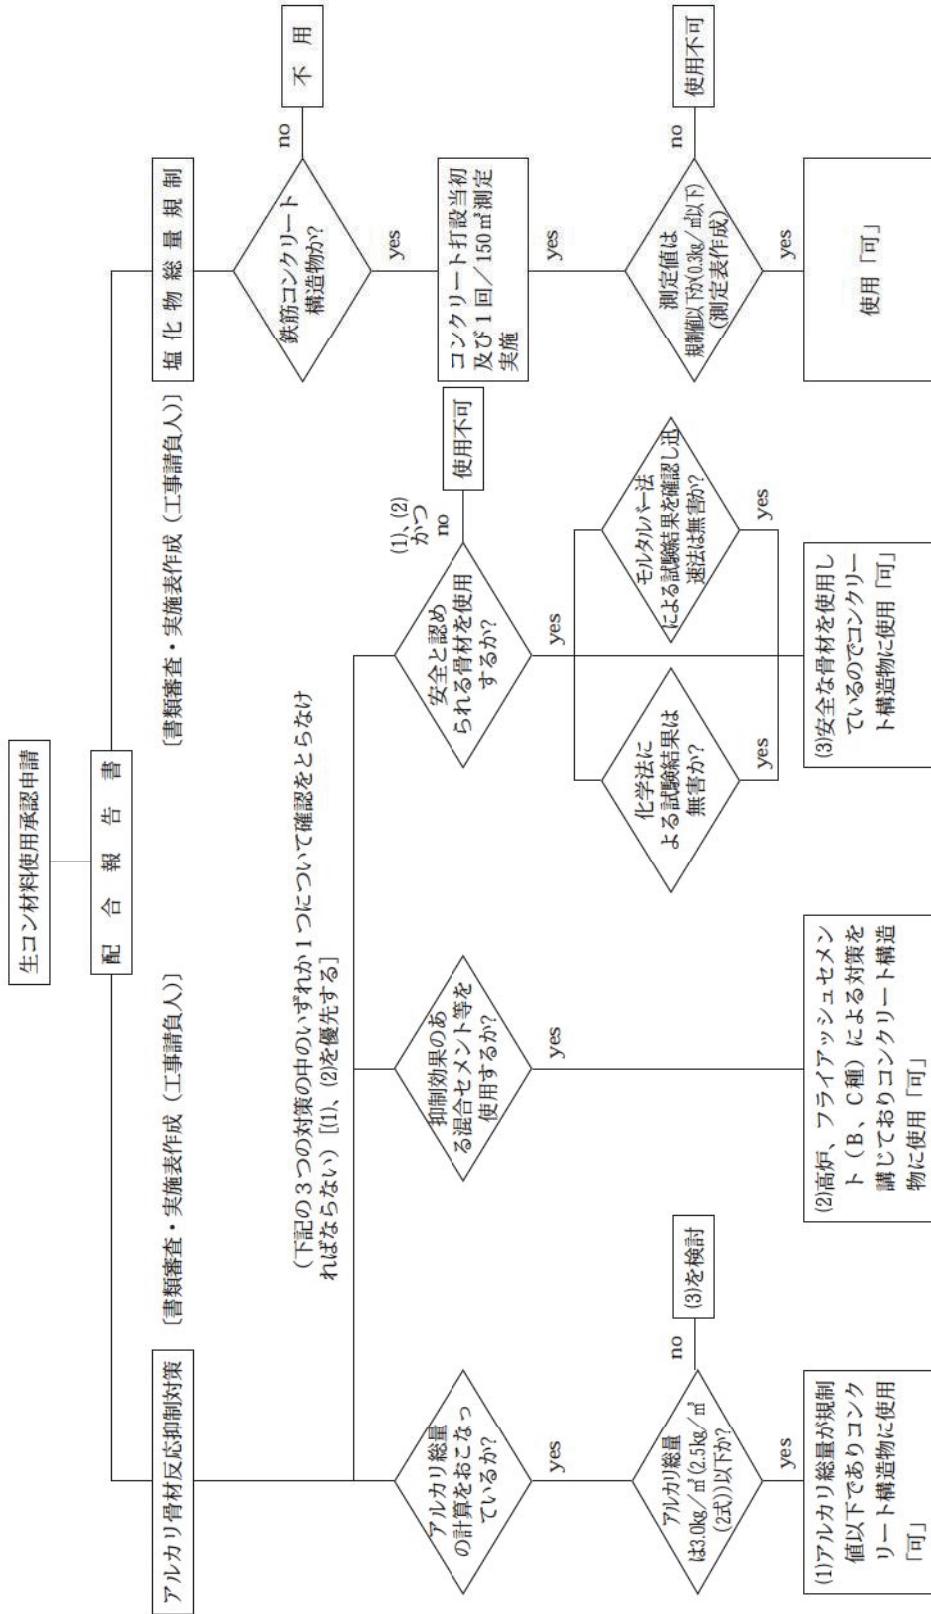 生コン材料使用承認申請
配合報告書
アルカリ骨材反応抑制対策
〔書類審査・実施表作成（工事請負人）〕
〔書類審査・実施表作成（工事請負人）〕
塩化物総量規制
（下記の3つの対策の中のいずれか1つについて確認をとらなけ
ればならない）[(1)、(2)を優先する]
アルカリ総量
の計算をおこなっ
ているか?
yes
アルカリ総量
は3.0kg／㎥(2.5kg／㎥
(2式))以下か?
no
(3)を検討
yes
(1)アルカリ総量が規制
値以下でありコンク
リート構造物に使用
「可」
抑制効果のあ
る混合セメント等を
使用するか?
yes
(2)高炉、フライアッシュセメン
ト（B、C種）による対策を
講じておりコンクリート構造
物に使用「可」
安全と認め
られる骨材を使用
するか?
(1)、(2)
かつ
no
使用不可
yes
化学法に
よる試験結果は
無害か?
yes
モルタルバー法
による試験結果を確認し迅
速法は無害か?
yes
(3)安全な骨材を使用し
ているのでコンクリー
ト構造物に使用「可」
鉄筋コンクリート
構造物か?
no
不用
yes
コンクリート打設当初
及び1回／150㎥測定
実施
yes
測定値は
規制値以下か(0.3kg／㎥以下)
(測定表作成)
no
使用不可
yes
使用「可」